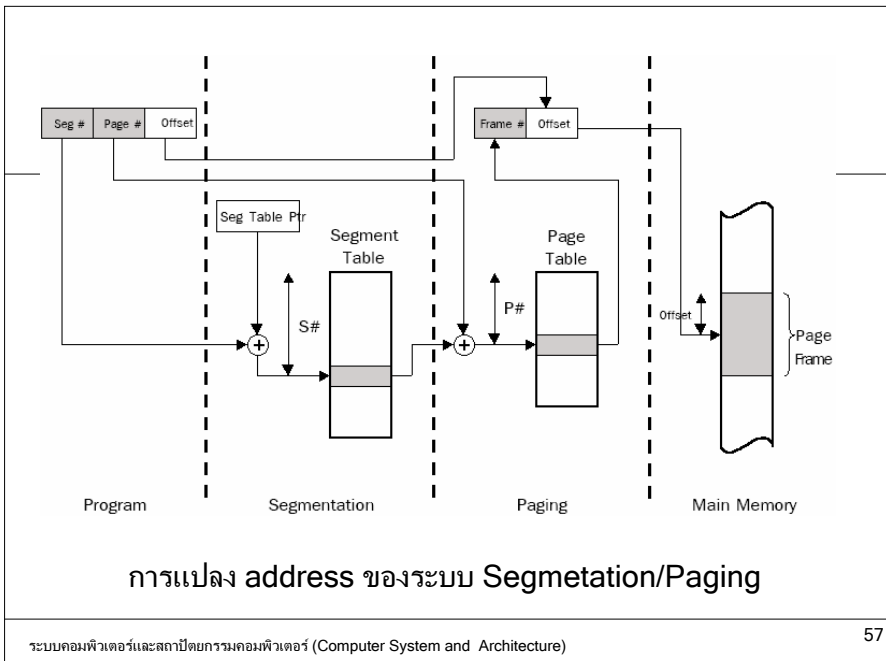 Seg # Page # Offset
Frame # Offset
Seg Table Ptr
Segment
Table
Page
Table
S#
P#
Offset
Page
Frame
+
+
Program
Segmentation
Paging
Main Memory
การแปลง address ของระบบ Segmetation/Paging
ระบบคอมพิวเตอร์และสถาปัตยกรรมคอมพิวเตอร์ (Computer System and Architecture)
57